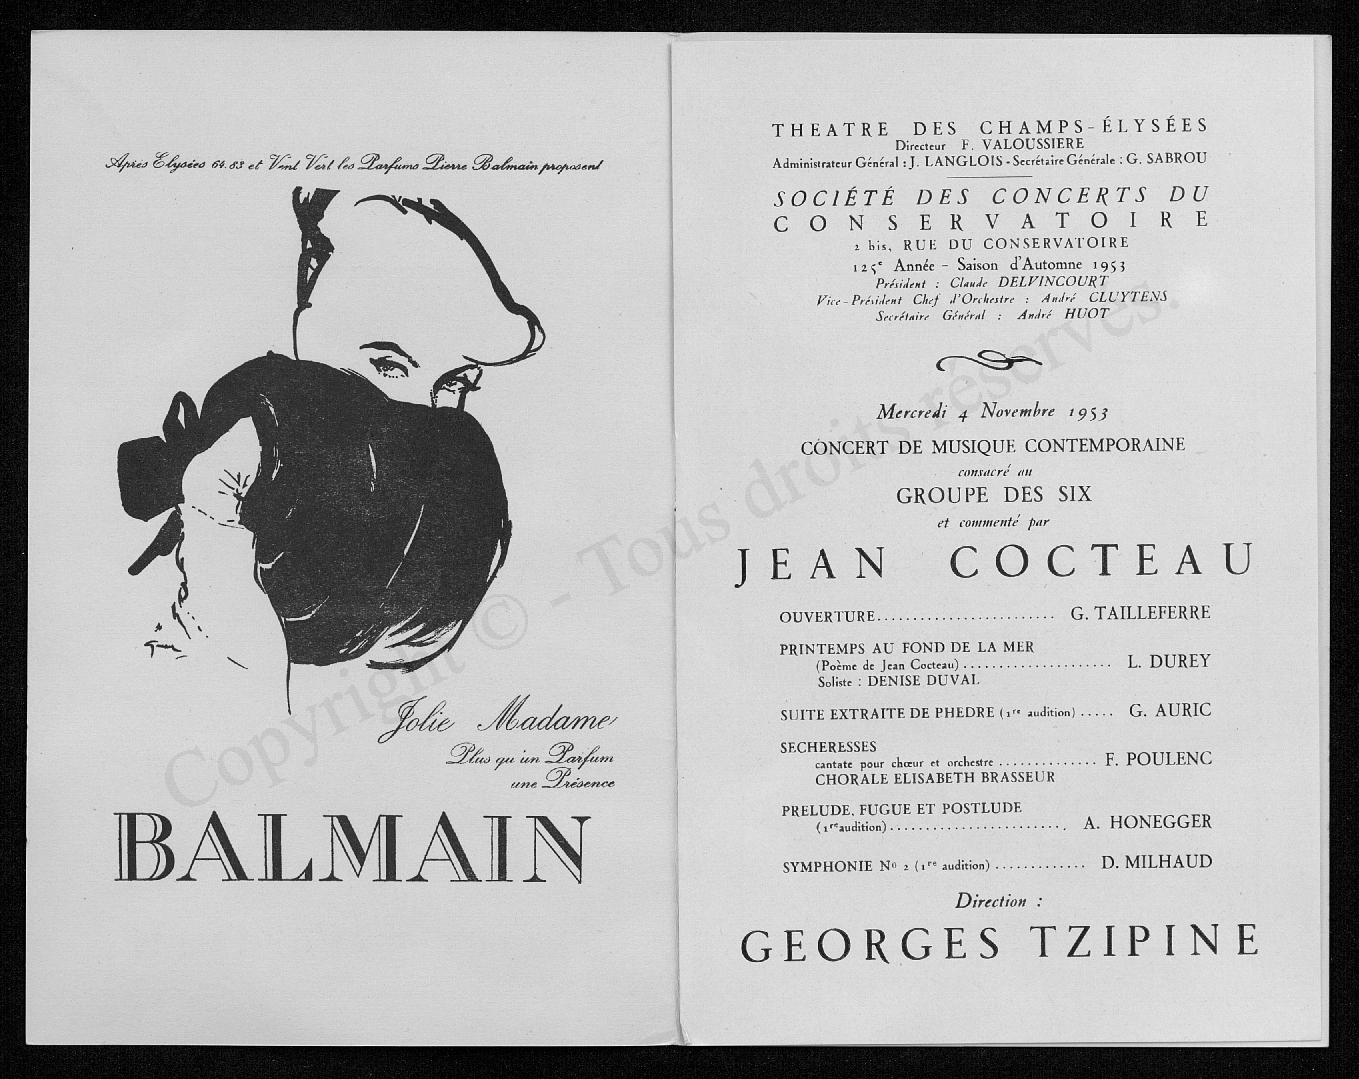 Après Elysées 64.83 et Vent Vert les Parfums Pierre Balmain proposent
Jolie Madame
Plus qu'un Parfum
une Présence
BALMAIN
THEATRE DES CHAMPS-ÉLYSÉES
Directeur F. VALOUSSIERE
Administrateur Général : J. LANGLOIS - Secrétaire Générale : G. SABROU
SOCIÉTÉ DES CONCERTS DU
CONSERVATOIRE
2 bis, RUE DU CONSERVATOIRE
125e Année - Saison d'Automne 1953
Président : Claude DELVINCOURT
Vice-Président Chef d'Orchestre : André CLUYTENS
Secrétaire Général : André HUOT
Mercredi 4 Novembre 1953
CONCERT DE MUSIQUE CONTEMPORAINE
consacré au
GROUPE DES SIX
et commenté par
JEAN COCTEAU
OUVERTURE......................... G. TAILLEFERRE
PRINTEMPS AU FOND DE LA MER
(Poème de Jean Cocteau)..................... L. DUREY
Soliste : DENISE DUVAL
SUITE EXTRAITE DE PHEDRE (1re audition)..... G. AURIC
SECHERESSES
cantate pour chœur et orchestre.............. F. POULENC
CHORALE ELISABETH BRASSEUR
PRELUDE, FUGUE ET POSTLUDE
(1re audition)......................... A. HONEGGER
SYMPHONIE No 2 (1re audition)............. D. MILHAUD
Direction :
GEORGES TZIPINE
Copyright © - Tous droits réservés.